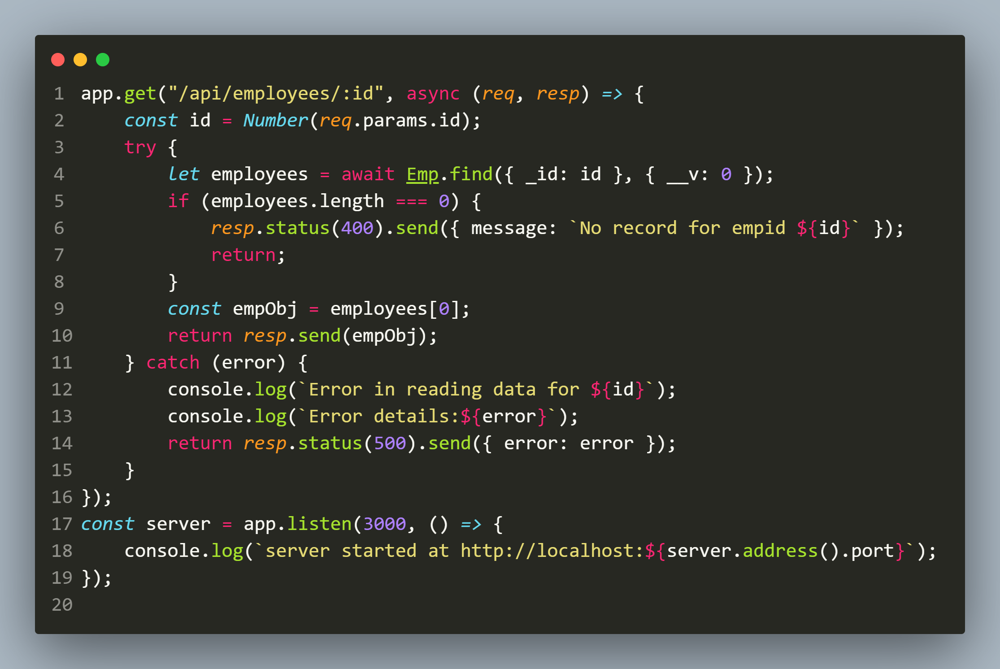 1 app.get("/api/employees/:id", async (req, resp) => {
2     const id = Number(req.params.id);
3     try {
4         let employees = await Emp.find({ _id: id }, { __v: 0 });
5         if (employees.length === 0) {
6             resp.status(400).send({ message: `No record for empid ${id}` });
7             return;
8         }
9         const empObj = employees[0];
10         return resp.send(empObj);
11     } catch (error) {
12         console.log(`Error in reading data for ${id}`);
13         console.log(`Error details:${error}`);
14         return resp.status(500).send({ error: error });
15     }
16 });
17 const server = app.listen(3000, () => {
18     console.log(`server started at http://localhost:${server.address().port}`);
19 });
20